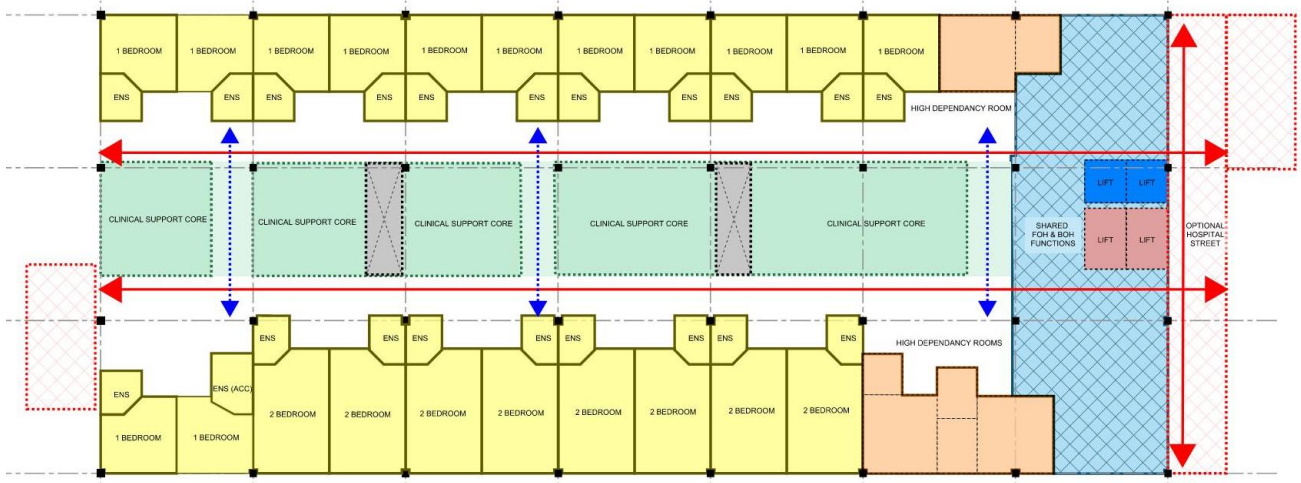 1 BEDROOM
1 BEDROOM
1 BEDROOM
1 BEDROOM
1 BEDROOM
1 BEDROOM
1 BEDROOM
1 BEDROOM
1 BEDROOM
1 BEDROOM
1 BEDROOM
ENS
ENS
ENS
ENS
ENS
ENS
ENS
ENS
ENS
ENS
ENS
HIGH DEPENDANCY ROOM
CLINICAL SUPPORT CORE
CLINICAL SUPPORT CORE
CLINICAL SUPPORT CORE
CLINICAL SUPPORT CORE
CLINICAL SUPPORT CORE
SHARED
FOH & BOH
FUNCTIONS
LIFT
LIFT
LIFT
LIFT
OPTIONAL
HOSPITAL
STREET
ENS
ENS
ENS
ENS
ENS
ENS
ENS
ENS
HIGH DEPENDANCY ROOMS
ENS
ENS (ACC)
1 BEDROOM
1 BEDROOM
2 BEDROOM
2 BEDROOM
2 BEDROOM
2 BEDROOM
2 BEDROOM
2 BEDROOM
2 BEDROOM
2 BEDROOM